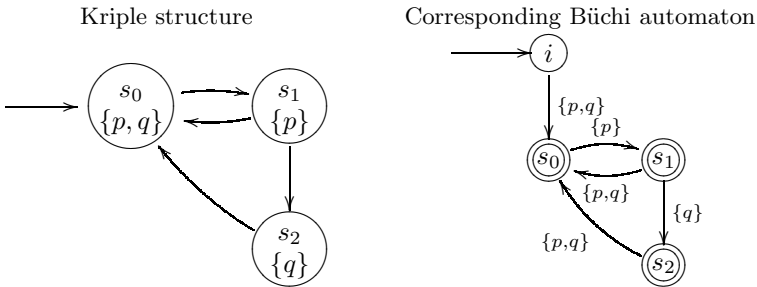 Kriple structure
s₀
{p, q}
s₁
{p}
s₂
{q}
Corresponding Büchi automaton
i
{p,q}
{p}
s₀
s₁
{p,q}
{q}
{p,q}
s₂